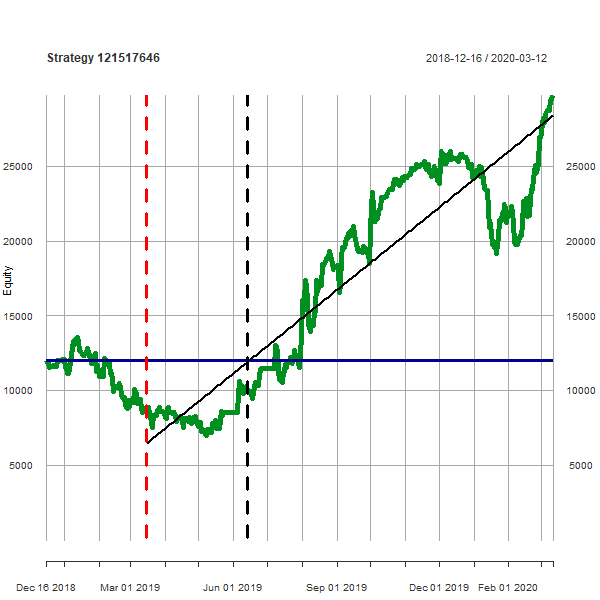 Strategy 121517646 2018-12-16 / 2020-03-12
25000 25000
20000 20000
Equity
15000 15000
10000 10000
5000 5000
Dec 16 2018 Mar 01 2019 Jun 01 2019 Sep 01 2019 Dec 01 2019 Feb 01 2020